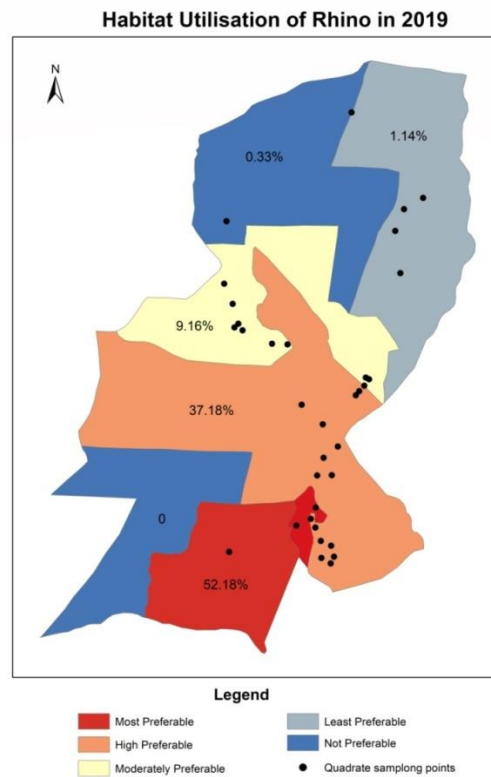 Habitat Utilisation of Rhino in 2019
N
1.14%
0.33%
9.16%
37.18%
0
52.18%
Legend
Most Preferable
High Preferable
Moderately Preferable
Least Preferable
Not Preferable
Quadrate samplong points